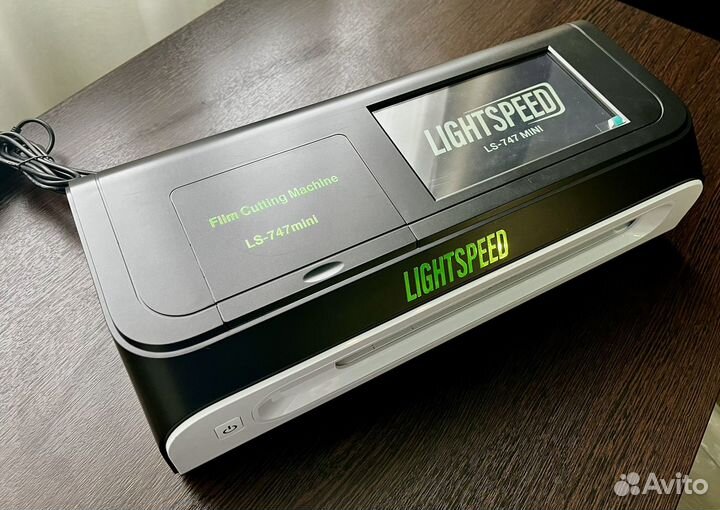 LIGHTSPEED
LS-747 MINI
Film Cutting Machine
LS-747mini
LIGHTSPEED
Avito